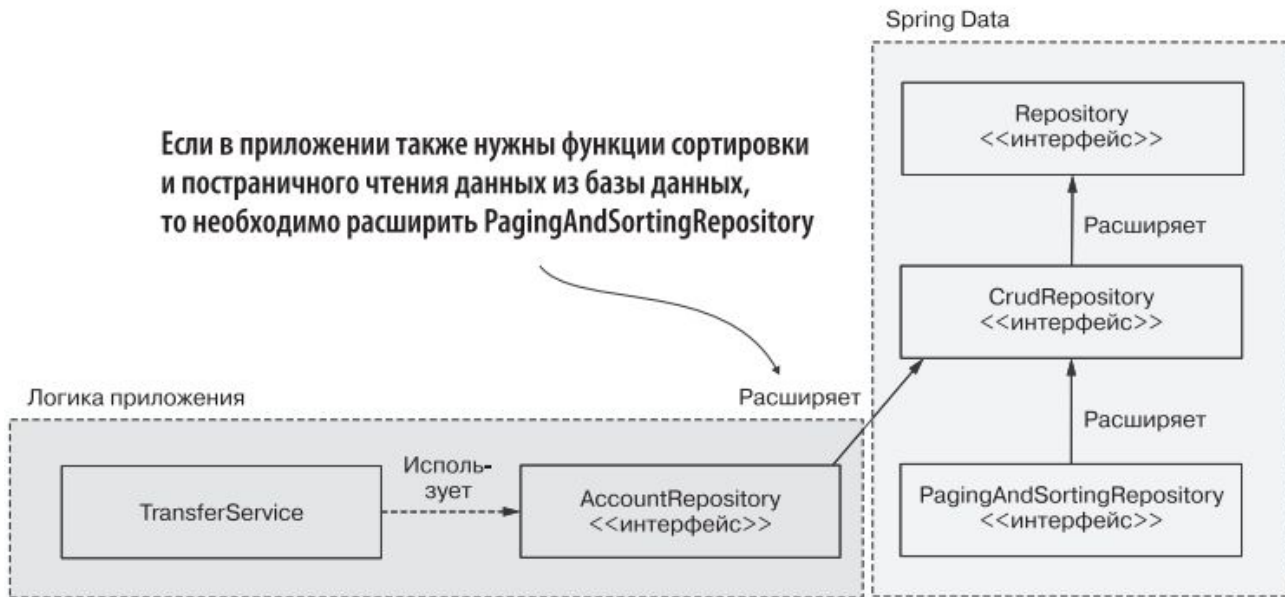 Spring Data
Repository
<<интерфейс>>
Если в приложении также нужны функции сортировки
и постраничного чтения данных из базы данных,
то необходимо расширить PagingAndSortingRepository
Расширяет
CrudRepository
<<интерфейс>>
Логика приложения
Расширяет
Расширяет
TransferService
Исполь-
зует
AccountRepository
<<интерфейс>>
PagingAndSortingRepository
<<интерфейс>>